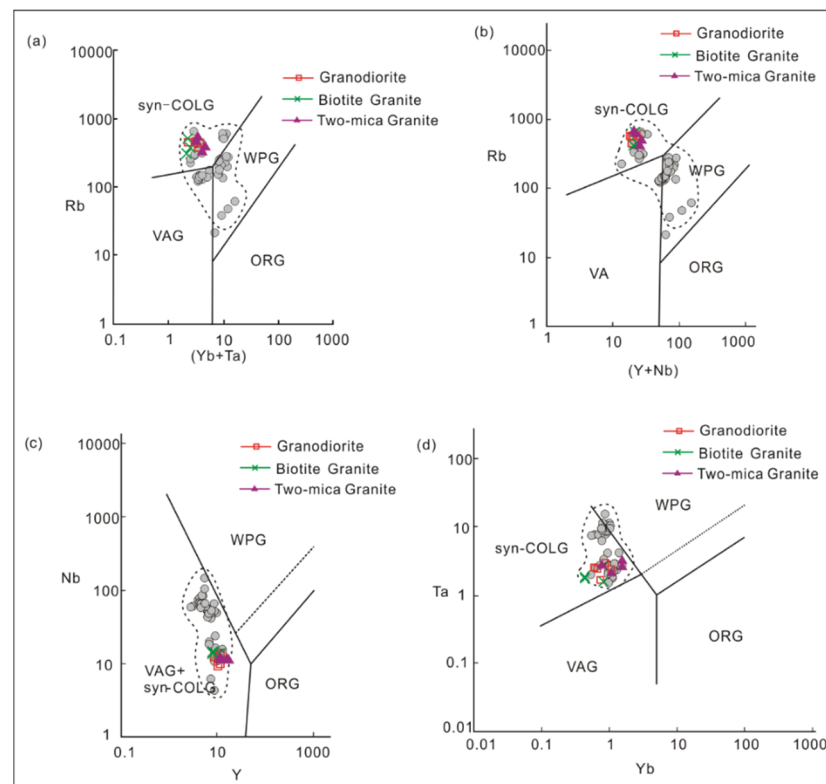 (a)
10000
Granodiorite
Biotite Granite
Two-mica Granite
syn-COLG
1000
WPG
100
Rb
VAG
10
ORG
1
0.1 1 10 100 1000
(Yb+Ta)
(b)
10000
Granodiorite
Biotite Granite
Two-mica Granite
syn-COLG
1000
Rb
WPG
100
10
VA
ORG
1
1 10 100 1000
(Y+Nb)
(c)
10000
Granodiorite
Biotite Granite
Two-mica Granite
1000
WPG
Nb
100
10
VAG+
syn-COLG
ORG
1
0.1 10 100 1000
Y
(d)
Granodiorite
Biotite Granite
Two-mica Granite
100
WPG
10
syn-COLG
Ta
1
ORG
0.1
VAG
0.01
0.01 0.1 1 10 100
Yb